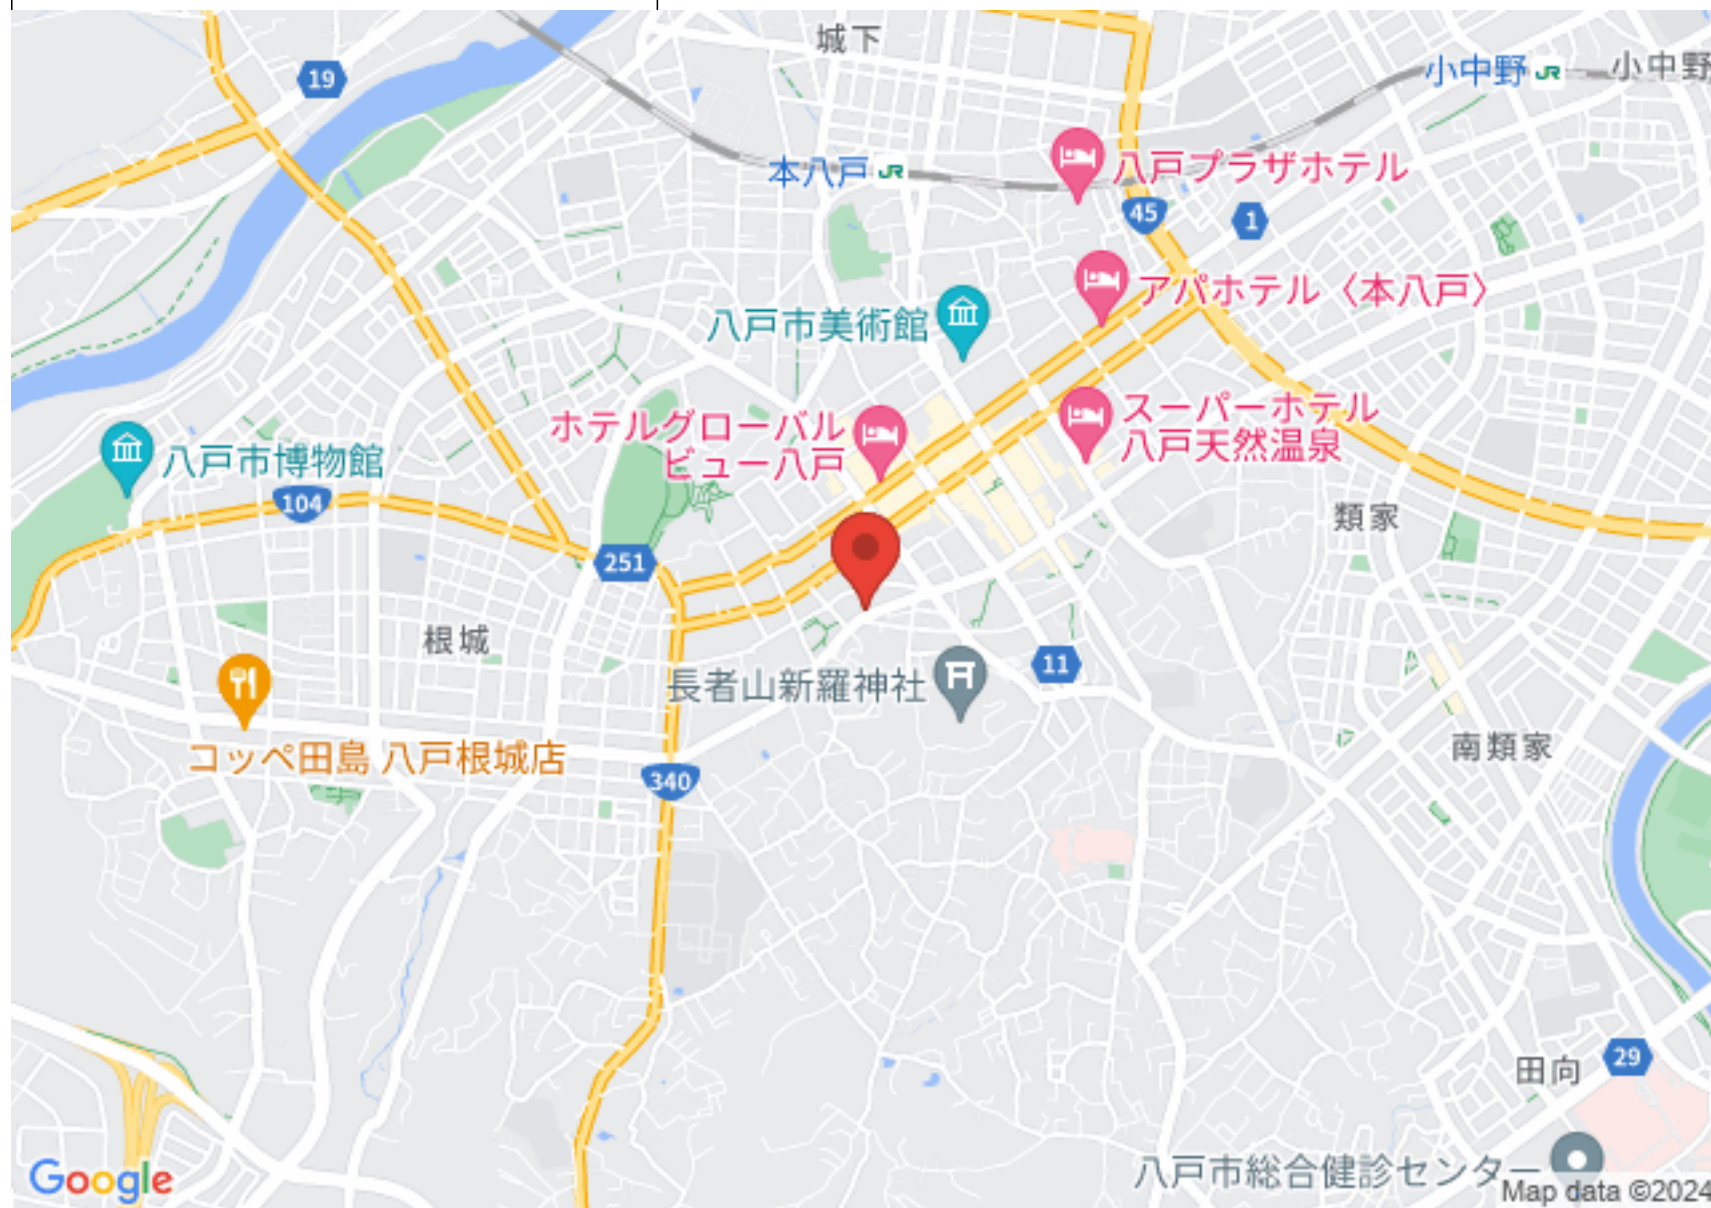 城下
19
小中野 JR
小中野
本八戸 JR
八戸プラザホテル
45
1
アパホテル〈本八戸〉
八戸市美術館
ホテルグローバル
ビュー八戸
スーパーホテル
八戸天然温泉
八戸市博物館
104
類家
251
根城
長者山新羅神社
11
南類家
コッペ田島 八戸根城店
340
田向
29
八戸市総合健診センター
Google
Map data ©2024